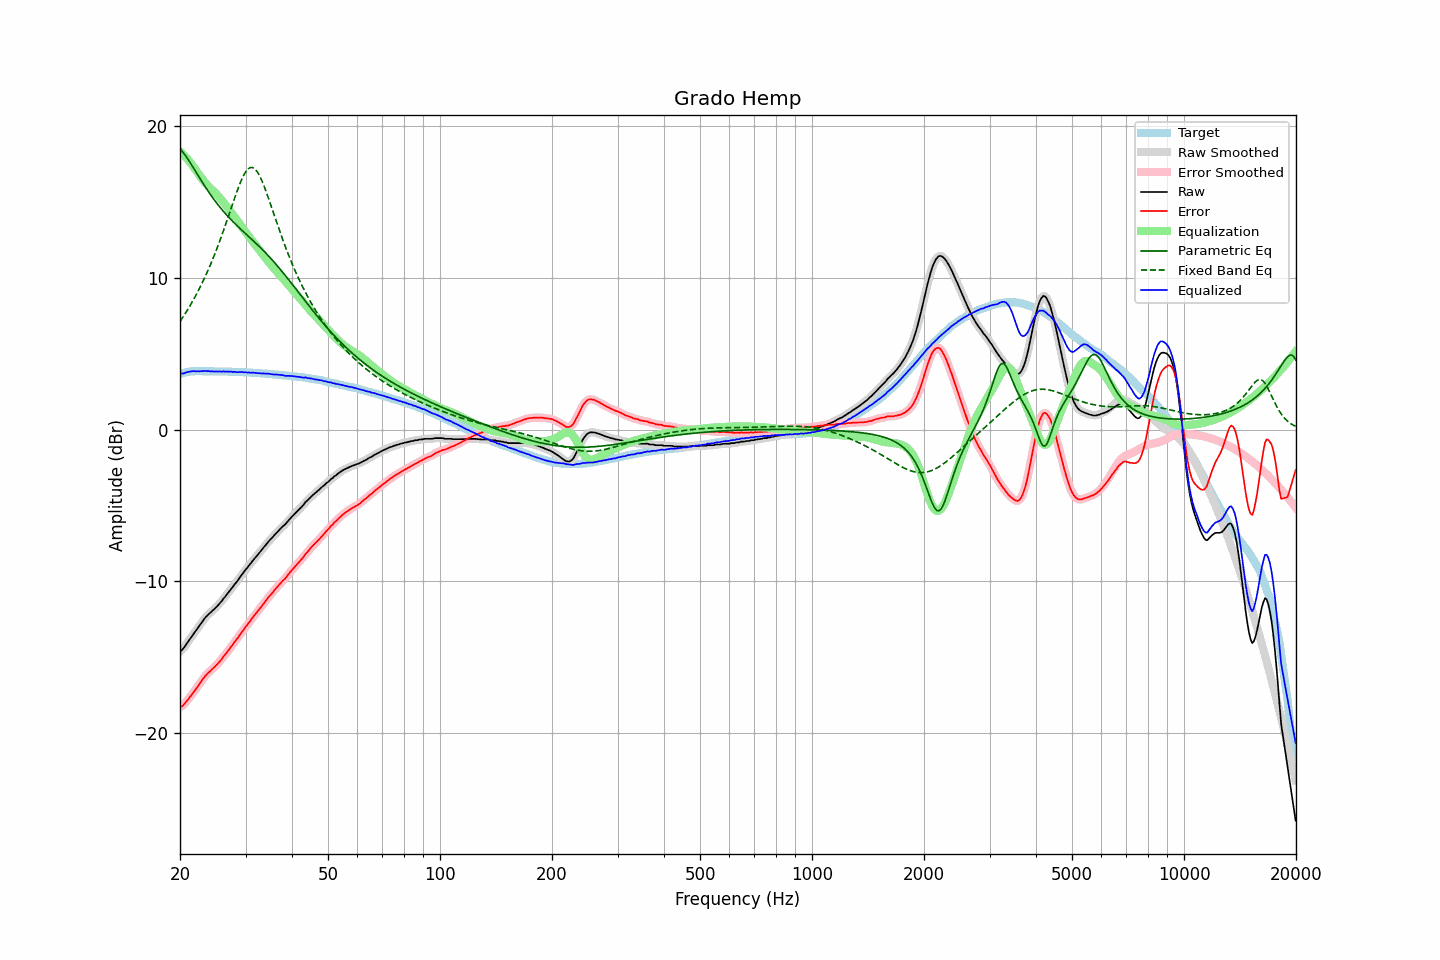 Grado Hemp
Amplitude (dBr)
20
10
0
−10
−20
Target
Raw Smoothed
Error Smoothed
Raw
Error
Equalization
Parametric Eq
Fixed Band Eq
Equalized
20 50 100 200 500 1000 2000 5000 10000 20000
Frequency (Hz)